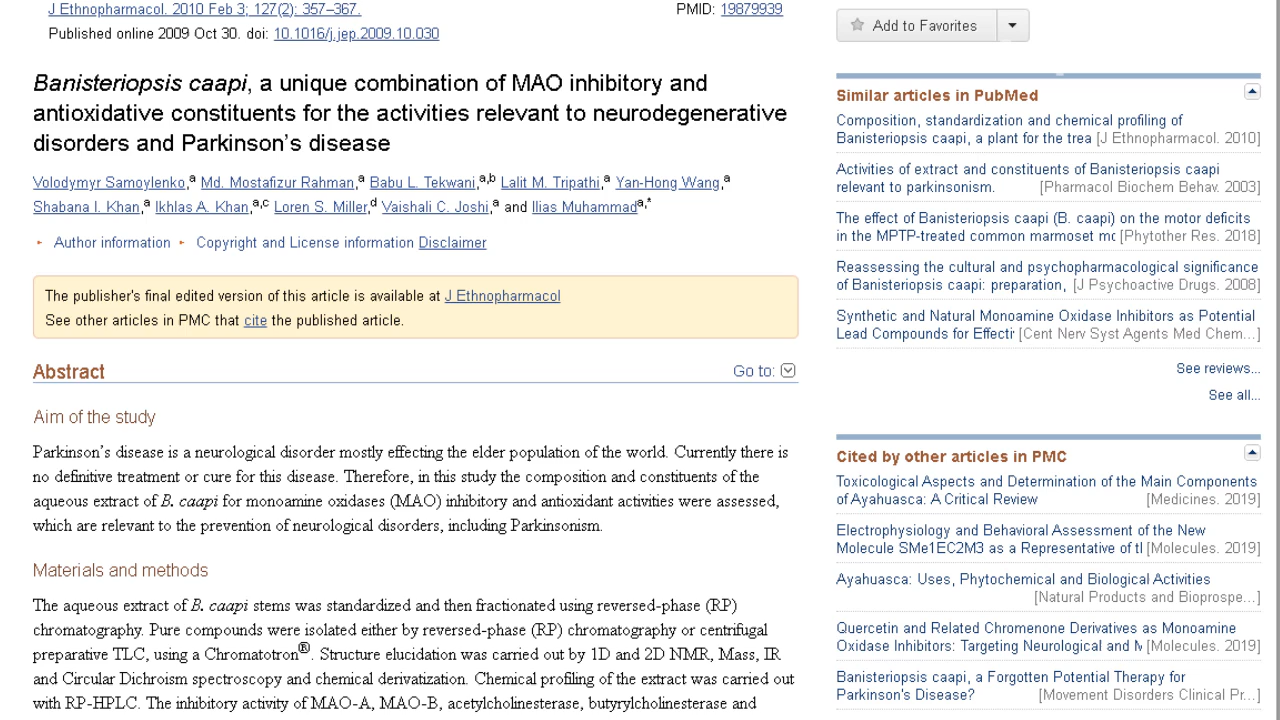 J Ethnopharmacol. 2010 Feb 3; 127(2): 357–367.
PMID: 19879939
Published online 2009 Oct 30. doi: 10.1016/j.jep.2009.10.030
Banisteriopsis caapi, a unique combination of MAO inhibitory and
antioxidative constituents for the activities relevant to neurodegenerative
disorders and Parkinson’s disease
Volodymyr Samoylenko,a Md. Mostafizur Rahman,a Babu L. Tekwani,a,b Lalit M. Tripathi,a Yan-Hong Wang,a
Shabana I. Khan,a Ikhlas A. Khan,a,c Loren S. Miller,d Vaishali C. Joshi,a and Ilias Muhammada,*
Author information Copyright and License information Disclaimer
The publisher's final edited version of this article is available at J Ethnopharmacol
See other articles in PMC that cite the published article.
Abstract
Go to:
Aim of the study
Parkinson’s disease is a neurological disorder mostly effecting the elder population of the world. Currently there is
no definitive treatment or cure for this disease. Therefore, in this study the composition and constituents of the
aqueous extract of B. caapi for monoamine oxidases (MAO) inhibitory and antioxidant activities were assessed,
which are relevant to the prevention of neurological disorders, including Parkinsonism.
Materials and methods
The aqueous extract of B. caapi stems was standardized and then fractionated using reversed-phase (RP)
chromatography. Pure compounds were isolated either by reversed-phase (RP) chromatography or centrifugal
preparative TLC, using a Chromatotron®. Structure elucidation was carried out by 1D and 2D NMR, Mass, IR
and Circular Dichroism spectroscopy and chemical derivatization. Chemical profiling of the extract was carried out
with RP-HPLC. The inhibitory activity of MAO-A, MAO-B, acetylcholinesterase, butyrylcholinesterase and
Add to Favorites
Similar articles in PubMed
Composition, standardization and chemical profiling of
Banisteriopsis caapi, a plant for the trea [J Ethnopharmacol. 2010]
Activities of extract and constituents of Banisteriopsis caapi
relevant to parkinsonism. [Pharmacol Biochem Behav. 2003]
The effect of Banisteriopsis caapi (B. caapi) on the motor deficits
in the MPTP-treated common marmoset mc [Phytother Res. 2018]
Reassessing the cultural and psychopharmacological significance
of Banisteriopsis caapi: preparation, [J Psychoactive Drugs. 2008]
Synthetic and Natural Monoamine Oxidase Inhibitors as Potential
Lead Compounds for Effecti [Cent Nerv Syst Agents Med Chem...]
See reviews...
See all...
Cited by other articles in PMC
Toxicological Aspects and Determination of the Main Components
of Ayahuasca: A Critical Review [Medicines. 2019]
Electrophysiology and Behavioral Assessment of the New
Molecule SMe1EC2M3 as a Representative of tl [Molecules. 2019]
Ayahuasca: Uses, Phytochemical and Biological Activities
[Natural Products and Bioprospe...]
Quercetin and Related Chromenone Derivatives as Monoamine
Oxidase Inhibitors: Targeting Neurological and M [Molecules. 2019]
Banisteriopsis caapi, a Forgotten Potential Therapy for
Parkinson's Disease? [Movement Disorders Clinical Pr...]